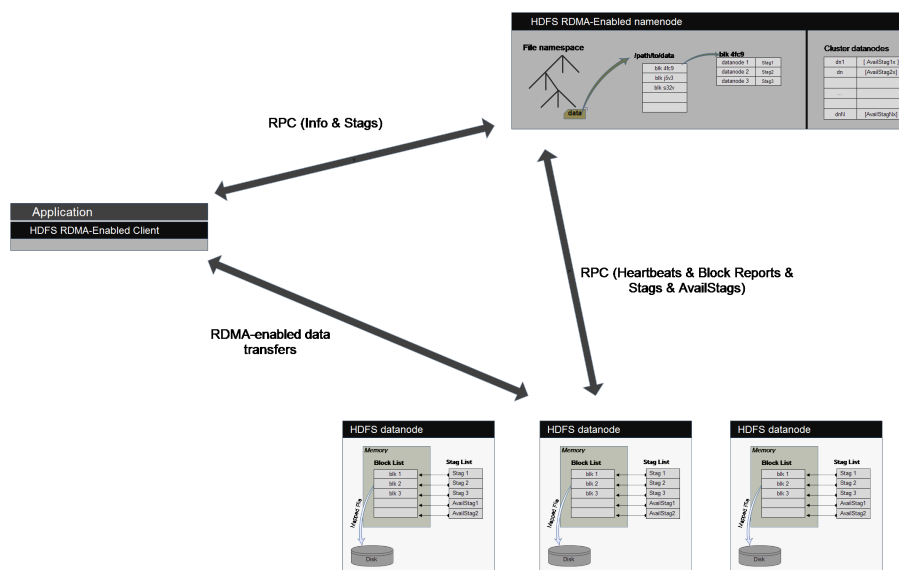 HDFS RDMA-Enabled namenode
File namespace
data
/path/to/data
blk 4fc9
blk j5v3
blk s32v
blk 4fc9
datanode 1 Stag1
datanode 2 Stag2
datanode 3 Stag3
Cluster datanodes
dn1 [ AvailStag1x ]
dn [AvailStag2x]
...
dnN [AvailStagNx]
RPC (Info & Stags)
Application
HDFS RDMA-Enabled Client
RPC (Heartbeats & Block Reports &
Stags & AvailStags)
RDMA-enabled data
transfers
HDFS datanode
Memory
Block List Stag List
blk 1 Stag 1
blk 2 Stag 2
blk 3 Stag 3
AvailStag1
AvailStag2
Mapped File
Disk
HDFS datanode
Memory
Block List Stag List
blk 1 Stag 1
blk 2 Stag 2
blk 3 Stag 3
AvailStag1
AvailStag2
Mapped File
Disk
HDFS datanode
Memory
Block List Stag List
blk 1 Stag 1
blk 2 Stag 2
blk 3 Stag 3
AvailStag1
AvailStag2
Mapped File
Disk